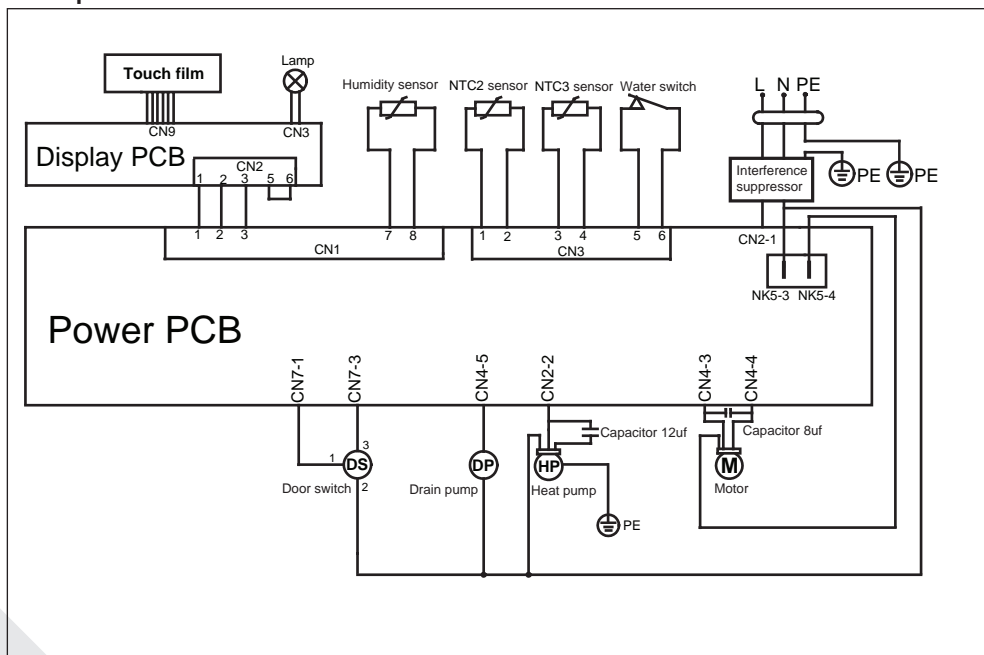 Touch film
Lamp
Humidity sensor
NTC2 sensor
NTC3 sensor
Water switch
L N PE
CN9
CN3
Display PCB
CN2
1 2 3 5 6
Interference
suppressor
PE
PE
1 2 3
7 8
CN1
1 2 3 4 5 6
CN3
CN2-1
NK5-3 NK5-4
Power PCB
CN7-1
CN7-3
CN4-5
CN2-2
CN4-3
CN4-4
Capacitor 12uf
Capacitor 8uf
3
1
DS
2
DP
HP
M
Door switch
Drain pump
Heat pump
Motor
PE